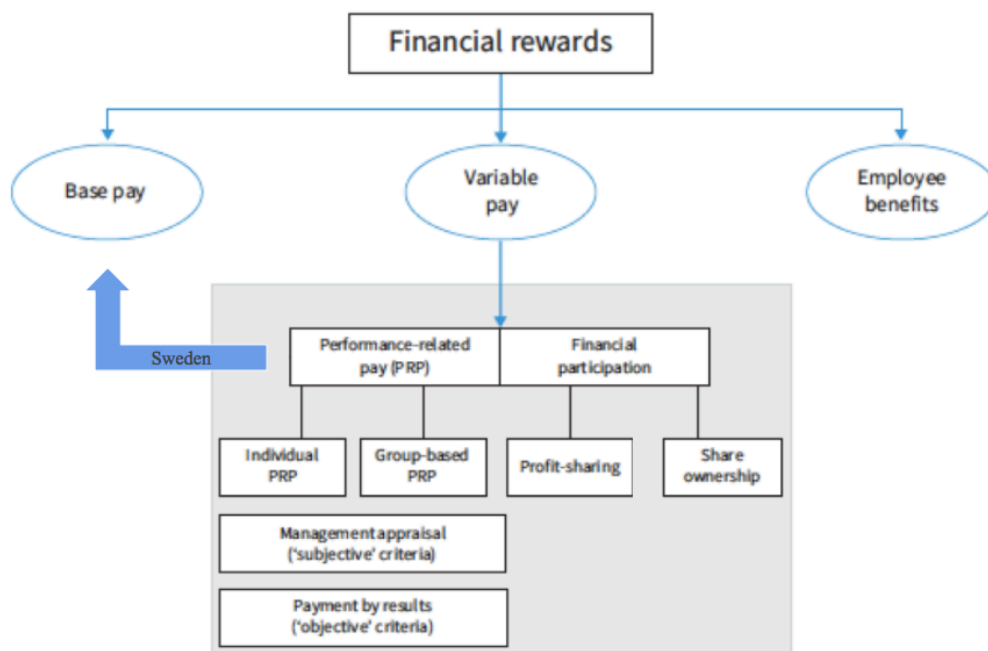 Financial rewards
Base pay
Variable
pay
Employee
benefits
Sweden
Performance-related
pay (PRP)
Financial
participation
Individual
PRP
Group-based
PRP
Profit-sharing
Share
ownership
Management appraisal
('subjective' criteria)
Payment by results
('objective' criteria)